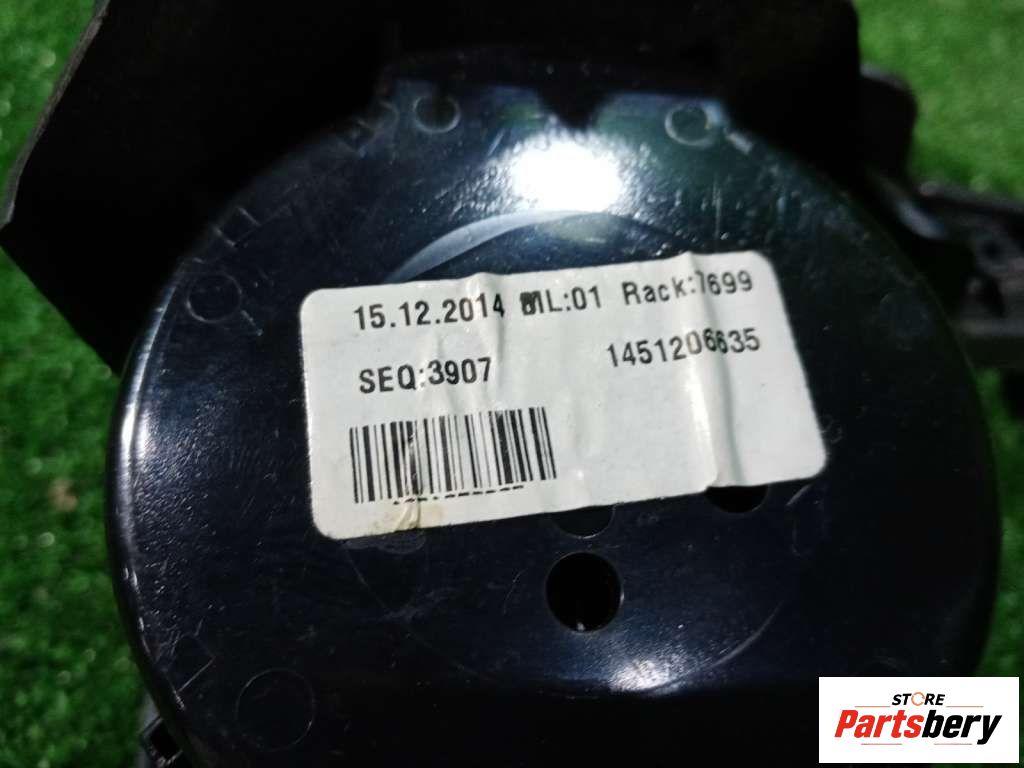 15.12.2014 ML:01 Rack:7699
SEQ:3907 1451206635
STORE
Partsbery